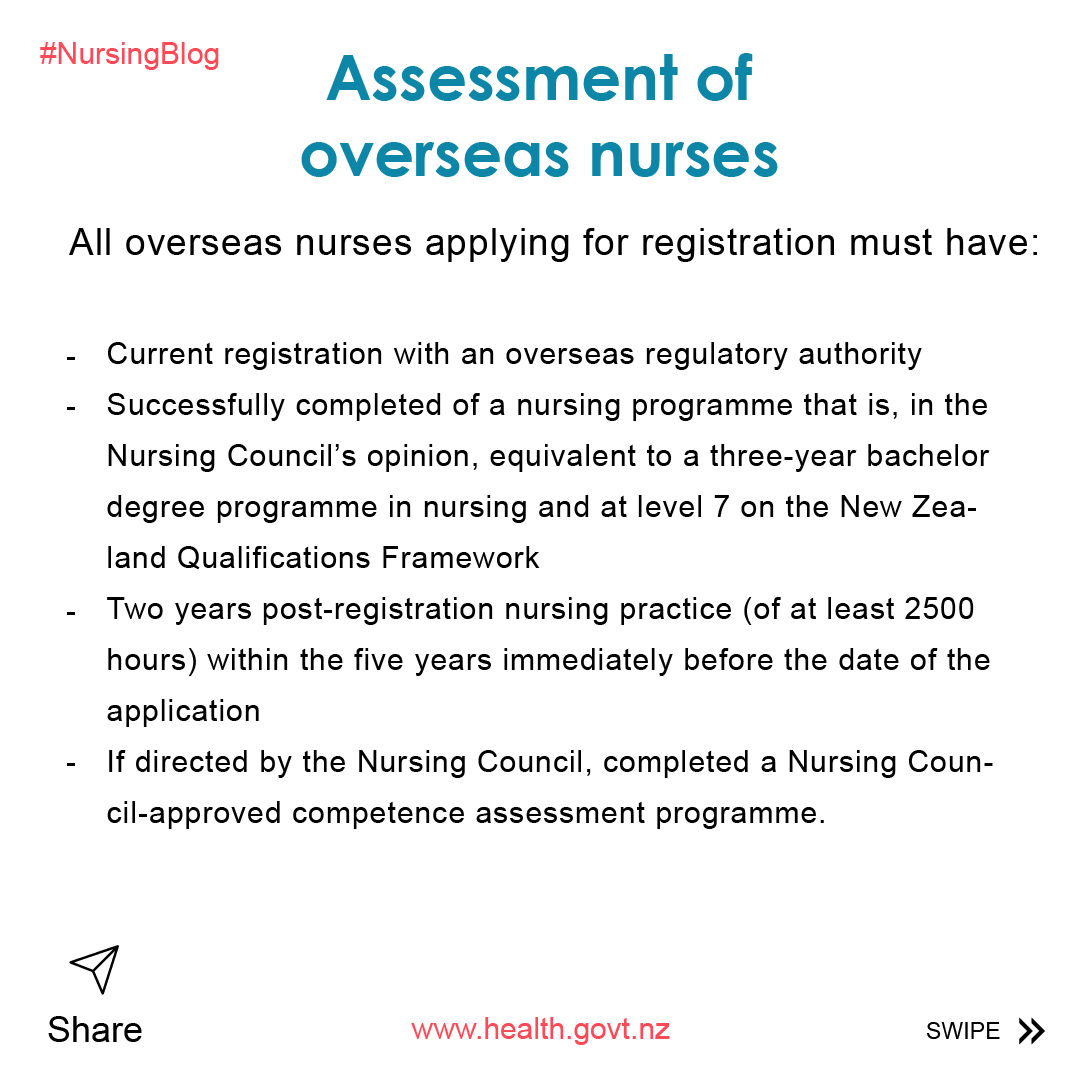 #NursingBlog
Assessment of
overseas nurses
All overseas nurses applying for registration must have:
- Current registration with an overseas regulatory authority
- Successfully completed of a nursing programme that is, in the
Nursing Council’s opinion, equivalent to a three-year bachelor
degree programme in nursing and at level 7 on the New Zea-
land Qualifications Framework
- Two years post-registration nursing practice (of at least 2500
hours) within the five years immediately before the date of the
application
- If directed by the Nursing Council, completed a Nursing Coun-
cil-approved competence assessment programme.
Share
www.health.govt.nz
SWIPE